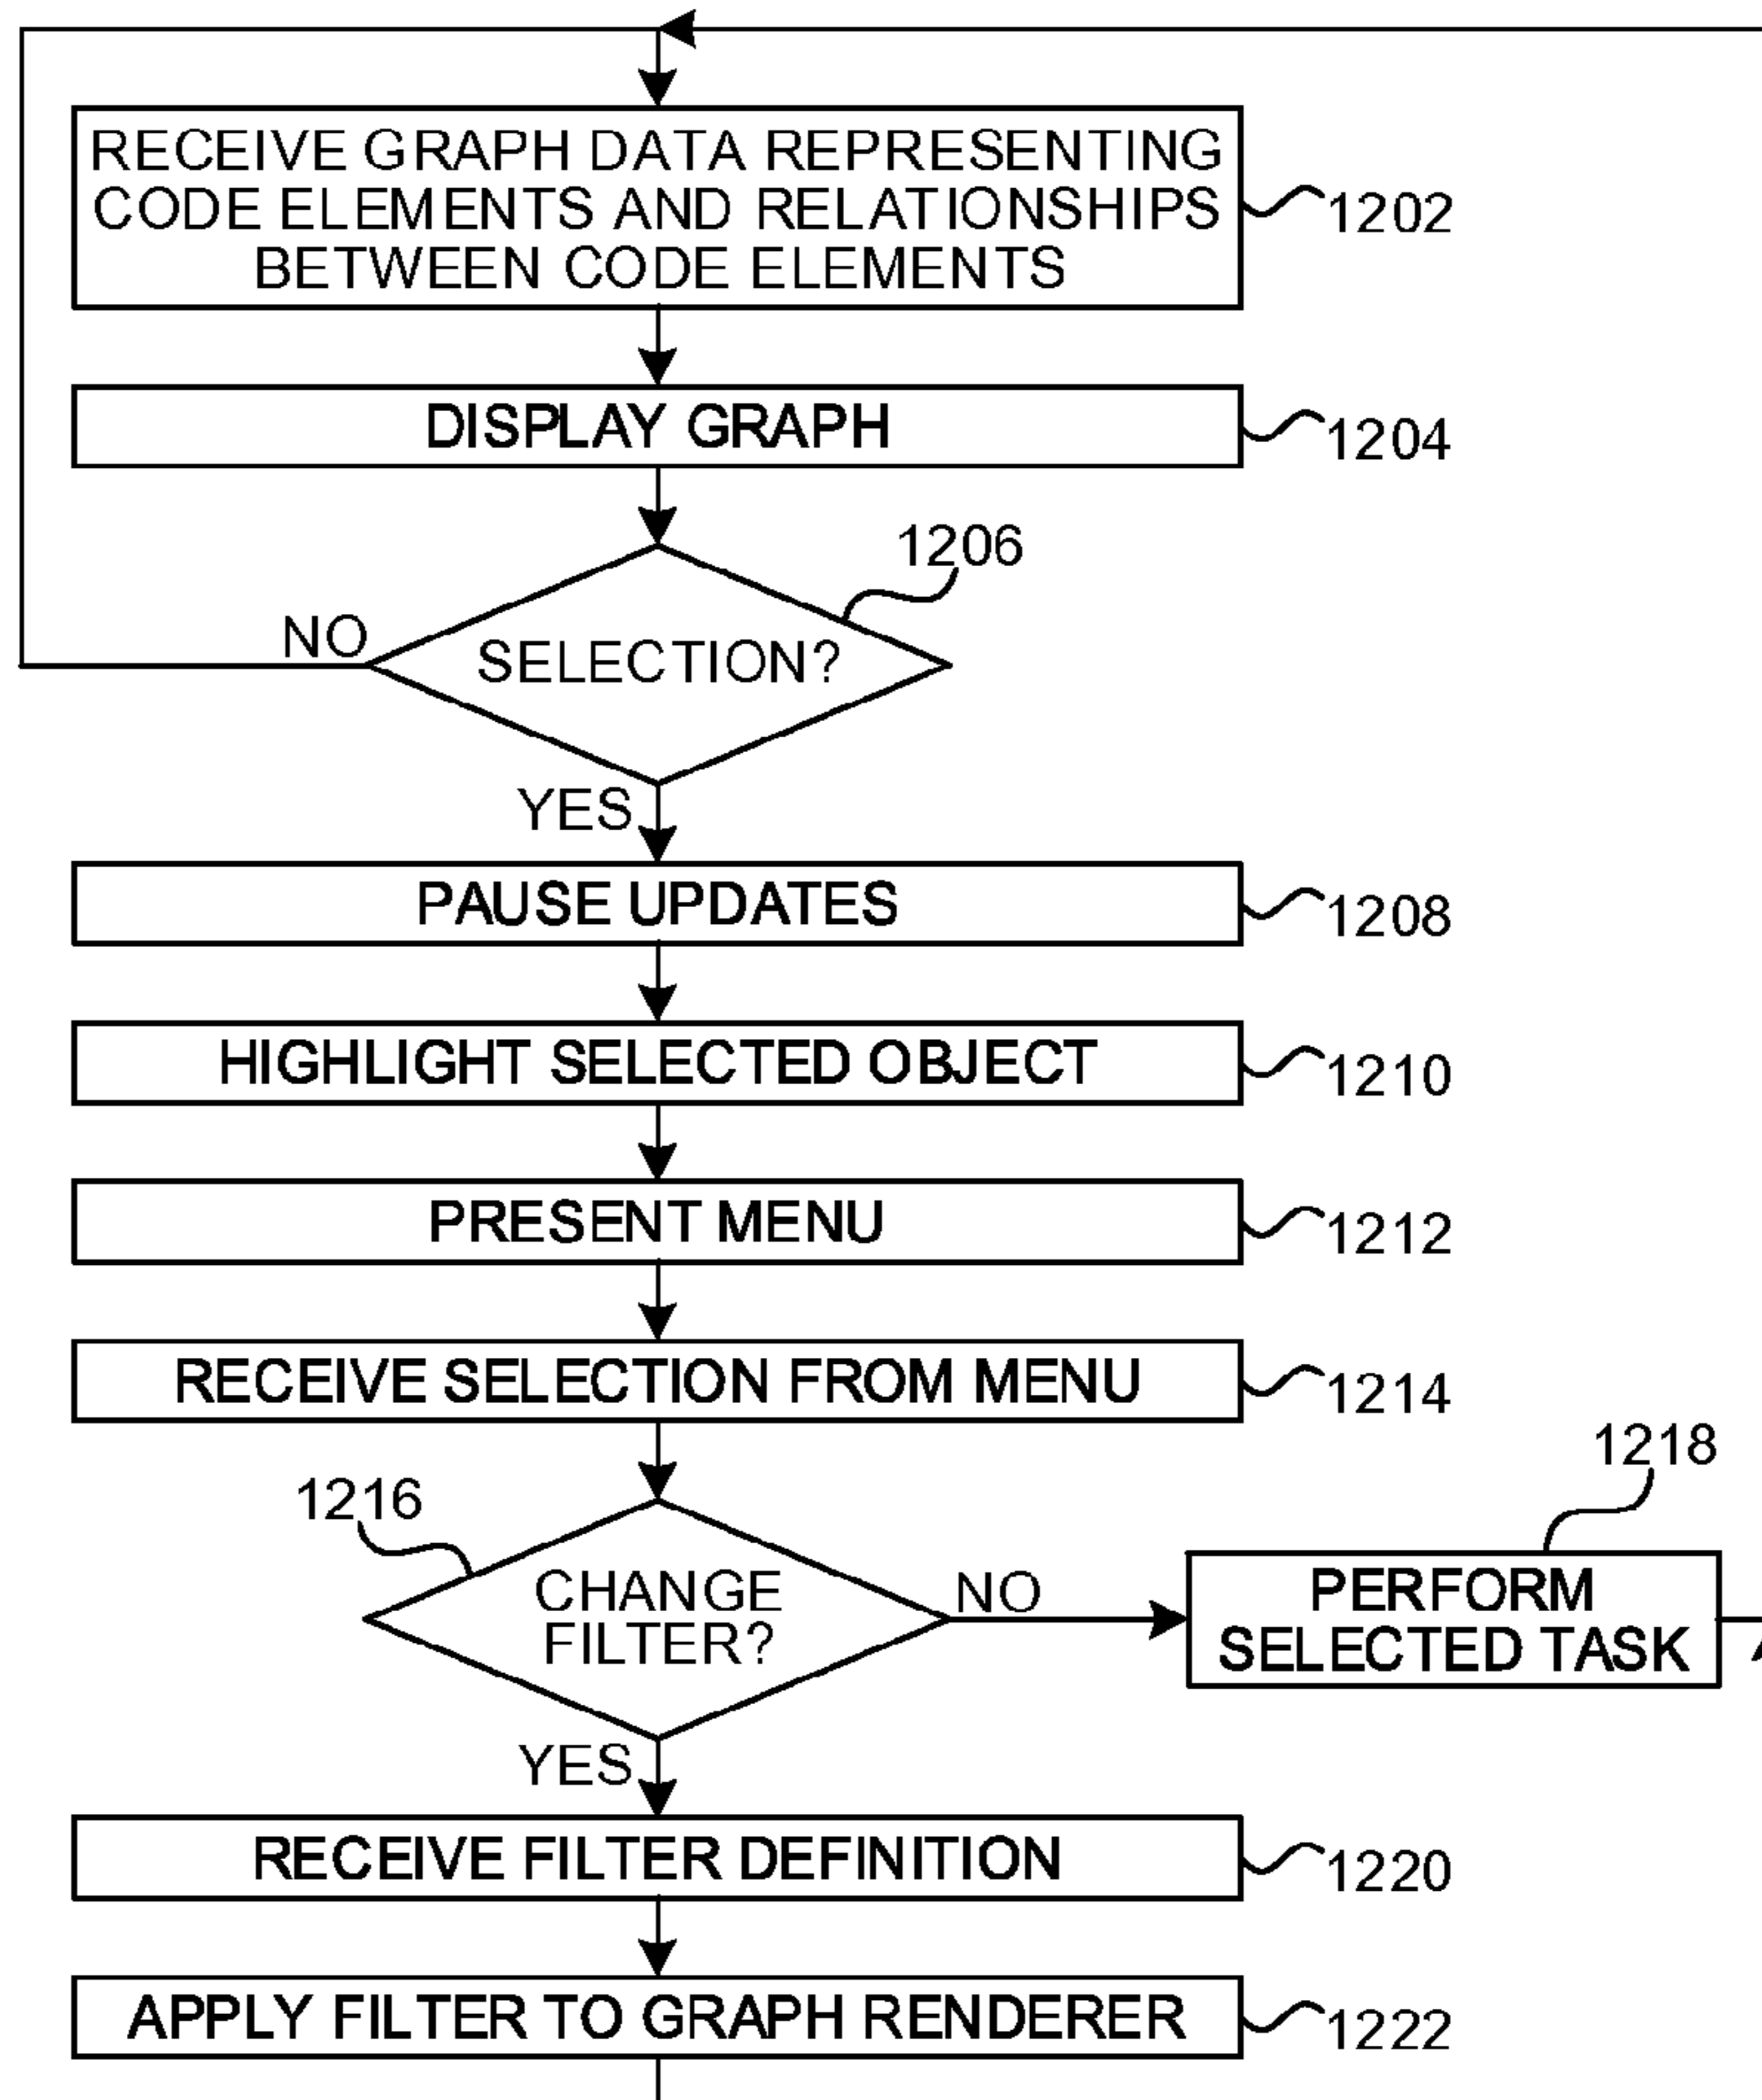 RECEIVE GRAPH DATA REPRESENTING
CODE ELEMENTS AND RELATIONSHIPS
BETWEEN CODE ELEMENTS
1202
DISPLAY GRAPH
1204
1206
NO
SELECTION?
YES
PAUSE UPDATES
1208
HIGHLIGHT SELECTED OBJECT
1210
PRESENT MENU
1212
RECEIVE SELECTION FROM MENU
1214
1216
CHANGE
FILTER?
NO
1218
PERFORM
SELECTED TASK
YES
RECEIVE FILTER DEFINITION
1220
APPLY FILTER TO GRAPH RENDERER
1222